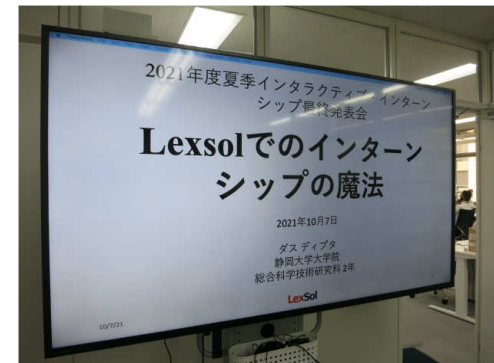 2021年度夏季インタラクティブ インターン
シップ最終発表会
Lexsolでのインターン
シップの魔法
2021年10月7日
ダス ディプタ
静岡大学大学院
総合科学技術研究科 2年
LexSol
10/7/21